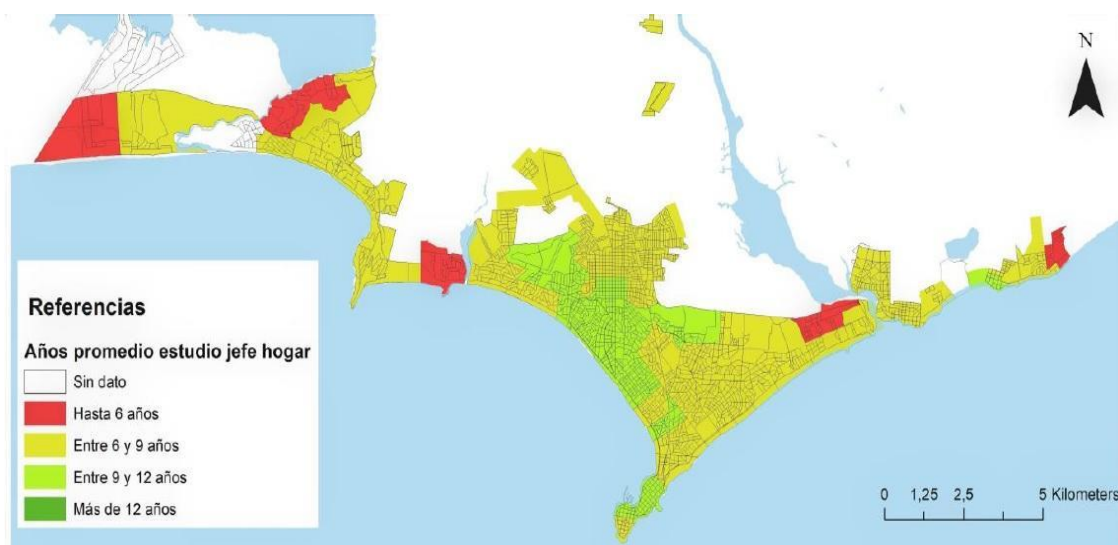 N
Referencias
Años promedio estudio jefe hogar
Sin dato
Hasta 6 años
Entre 6 y 9 años
Entre 9 y 12 años
Más de 12 años
0 1,25 2,5 5 Kilometers